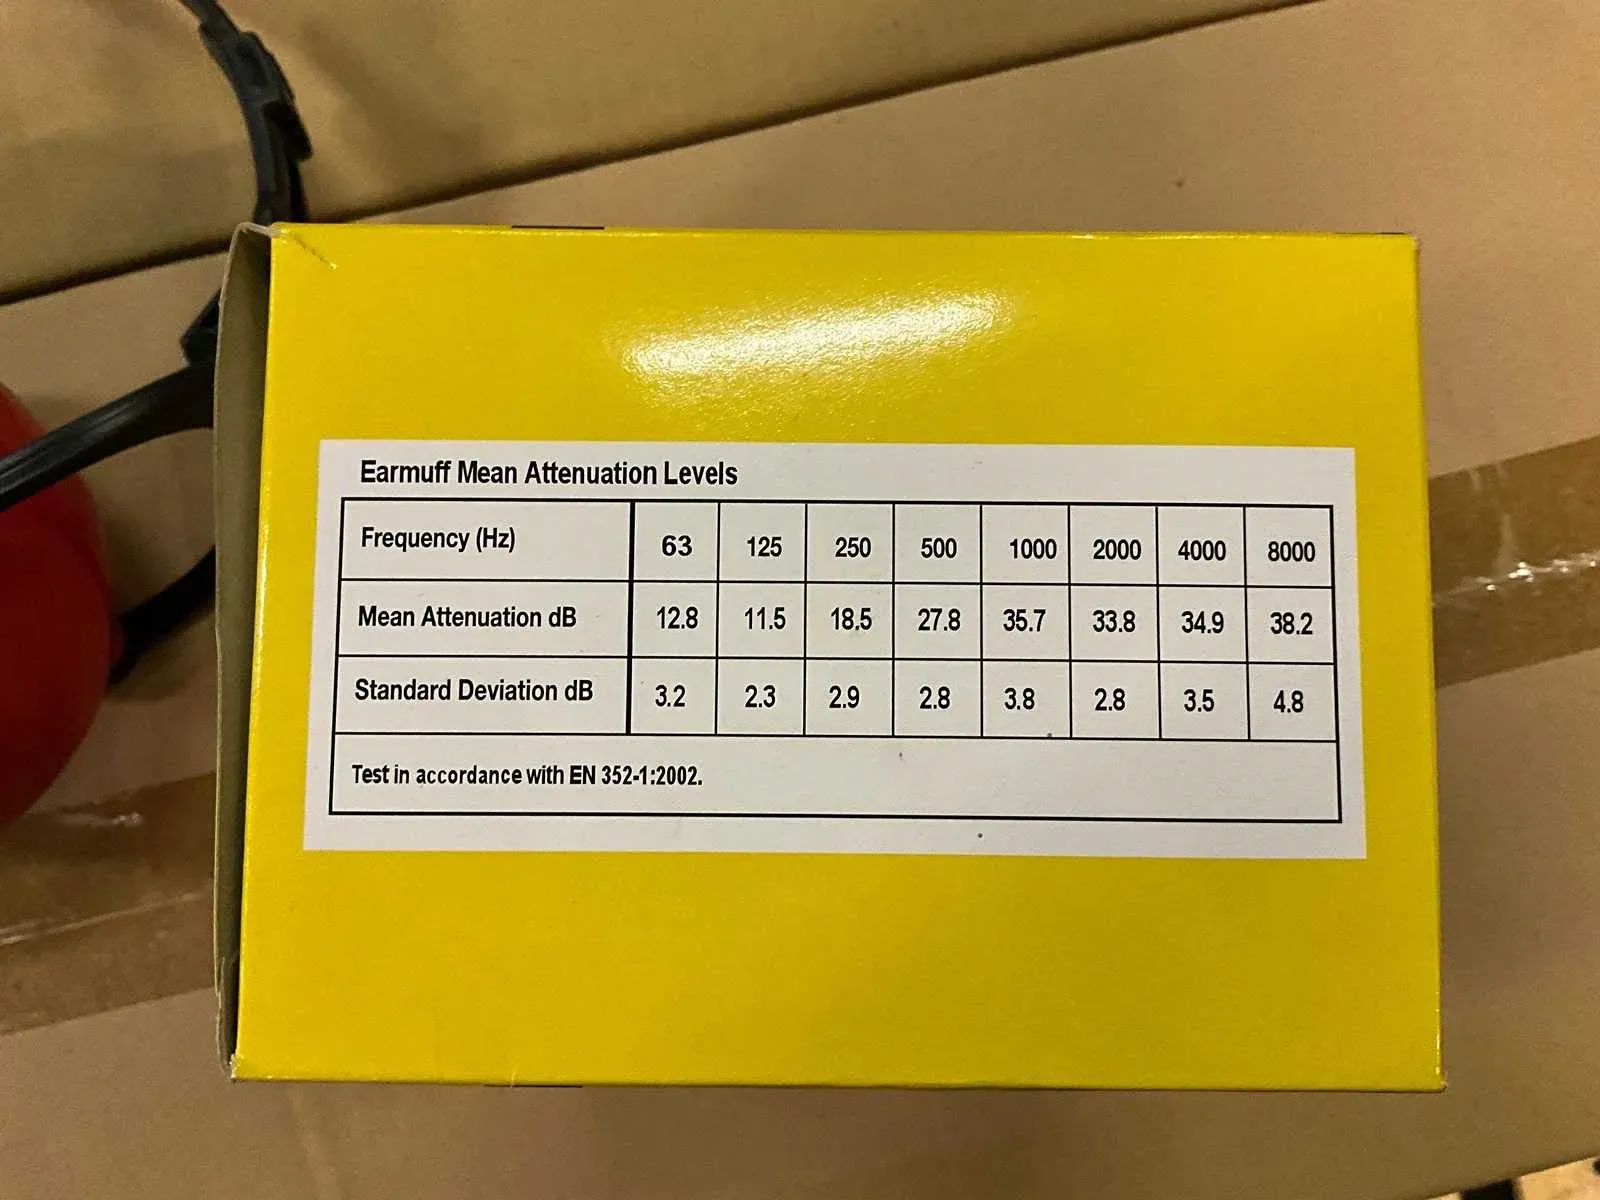 Earmuff Mean Attenuation Levels
Frequency (Hz) 63 125 250 500 1000 2000 4000 8000
Mean Attenuation dB 12.8 11.5 18.5 27.8 35.7 33.8 34.9 38.2
Standard Deviation dB 3.2 2.3 2.9 2.8 3.8 2.8 3.5 4.8
Test in accordance with EN 352-1:2002.